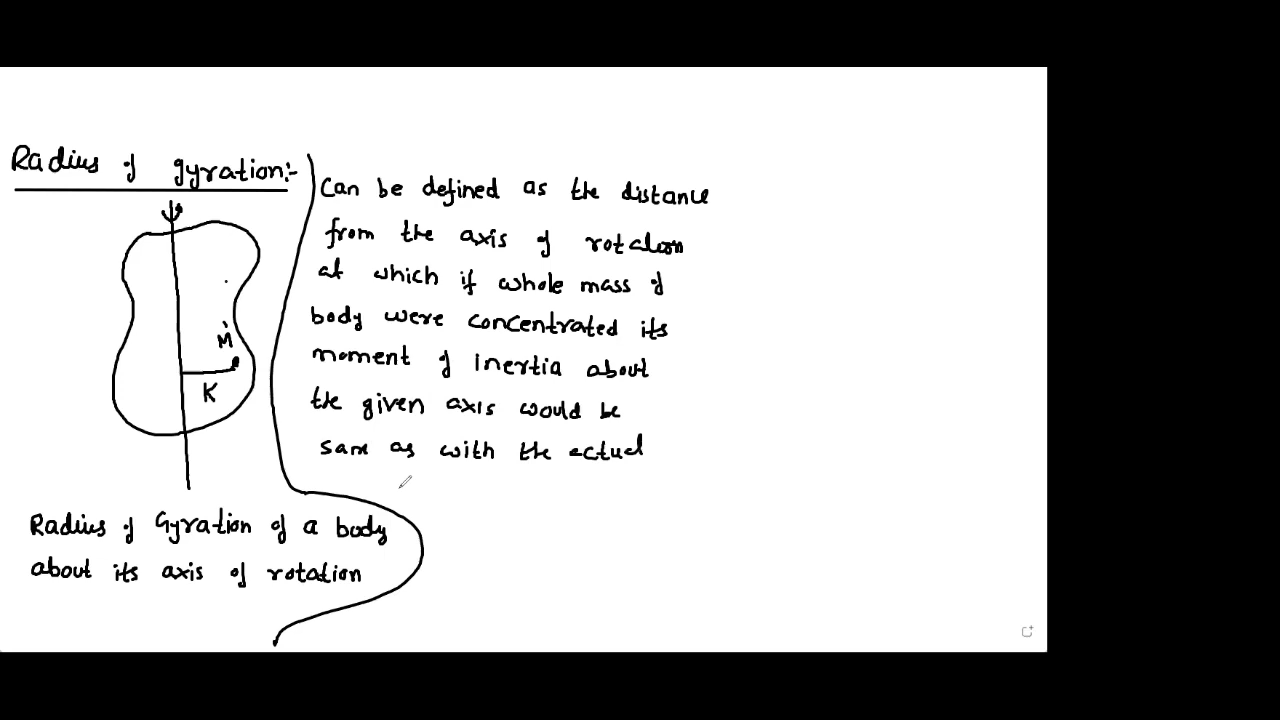 Radius of gyration:-
M
K
Radius of Gyration of a body
about its axis of rotation
Can be defined as the distance
from the axis of rotation
at which if whole mass of
body were concentrated its
moment of inertia about
the given axis would be
same as with the actual